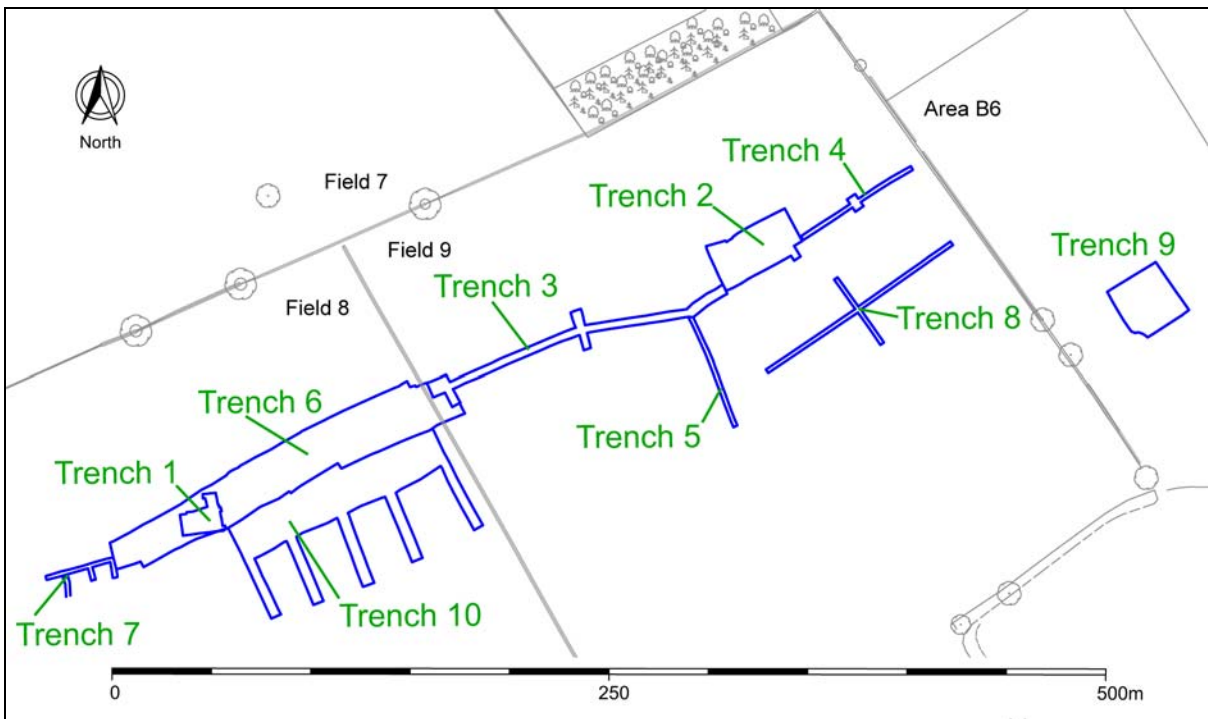 Area B6
North
Trench 4
Field 7
Trench 2
Field 9
Trench 9
Trench 3
Field 8
Trench 8
Trench 6
Trench 5
Trench 1
Trench 10
Trench 7
0 250 500m